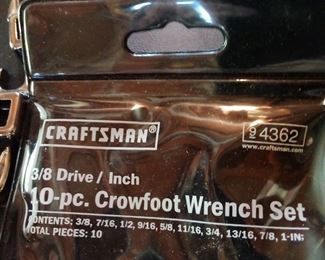 CRAFTSMAN®
9 4362
www.craftsman.com
3/8 Drive / Inch
10-pc. Crowfoot Wrench Set
CONTENTS: 3/8, 7/16, 1/2, 9/16, 5/8, 11/16, 3/4, 13/16, 7/8, 1-IN.
TOTAL PIECES: 10